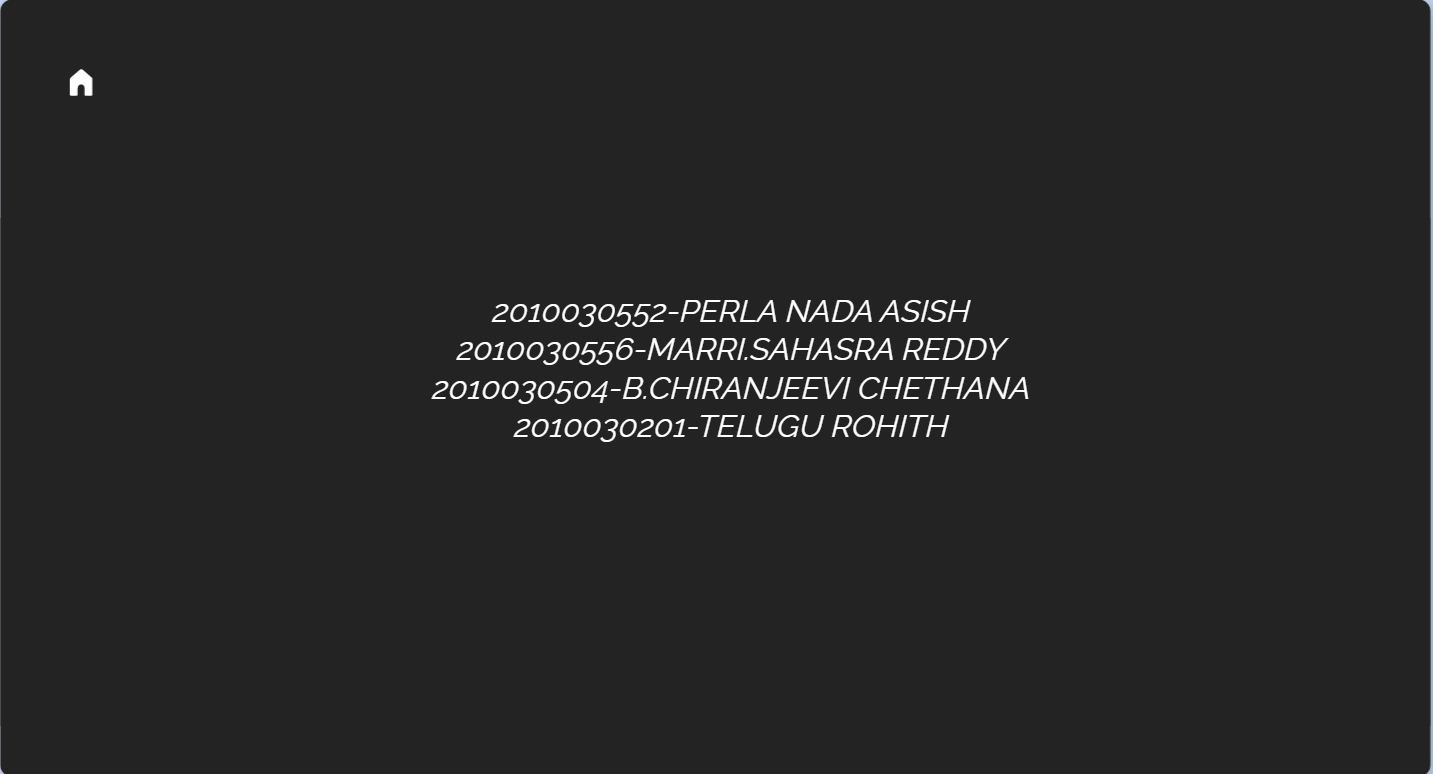 2010030552-PERLA NADA ASISH
2010030556-MARRI.SAHASRA REDDY
2010030504-B.CHIRANJEEVI CHETHANA
2010030201-TELUGU ROHITH